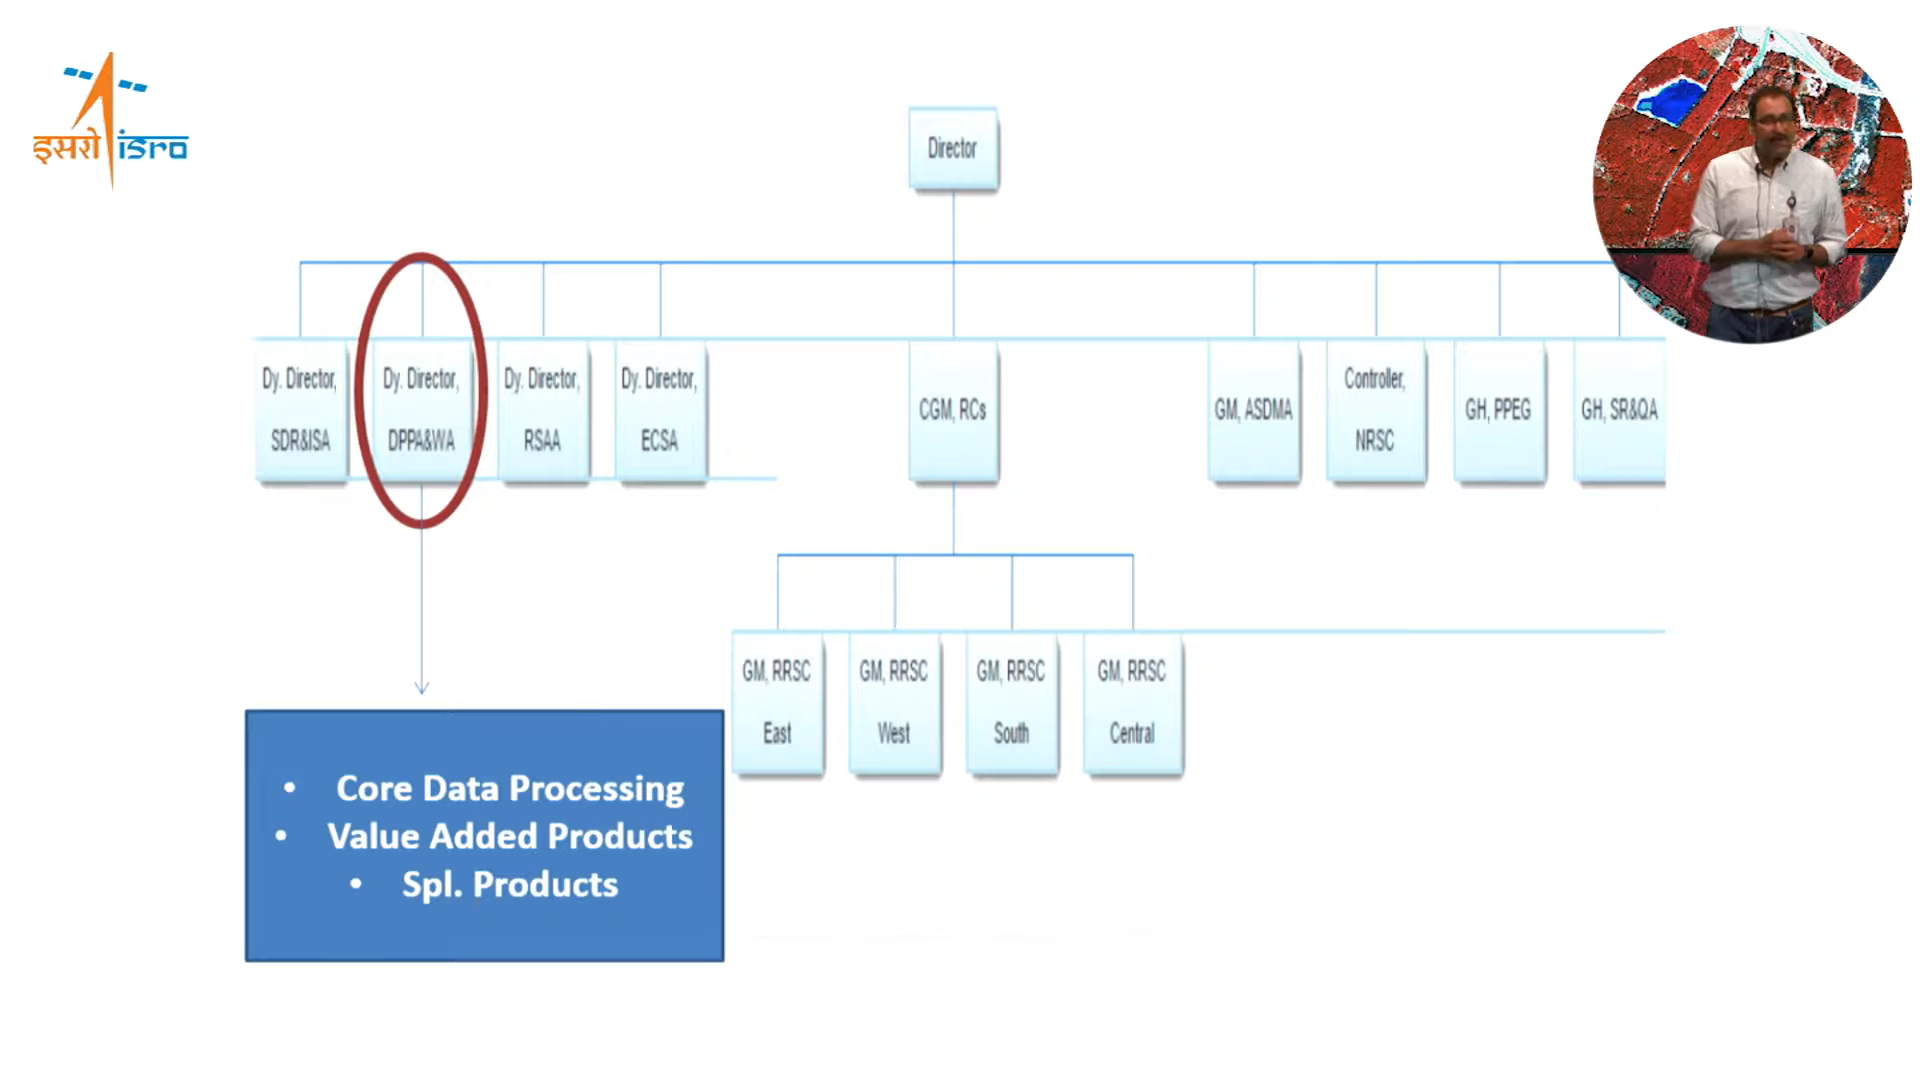 इसरो isro
Director
Dy. Director,
SDR&ISA
Dy. Director,
DPPA&WA
Dy. Director,
RSAA
Dy. Director,
ECSA
CGM, RCs
GM, ASDMA
Controller,
NRSC
GH, PPEG
GH, SR&QA
GM, RRSC
East
GM, RRSC
West
GM, RRSC
South
GM, RRSC
Central
• Core Data Processing
• Value Added Products
• Spl. Products